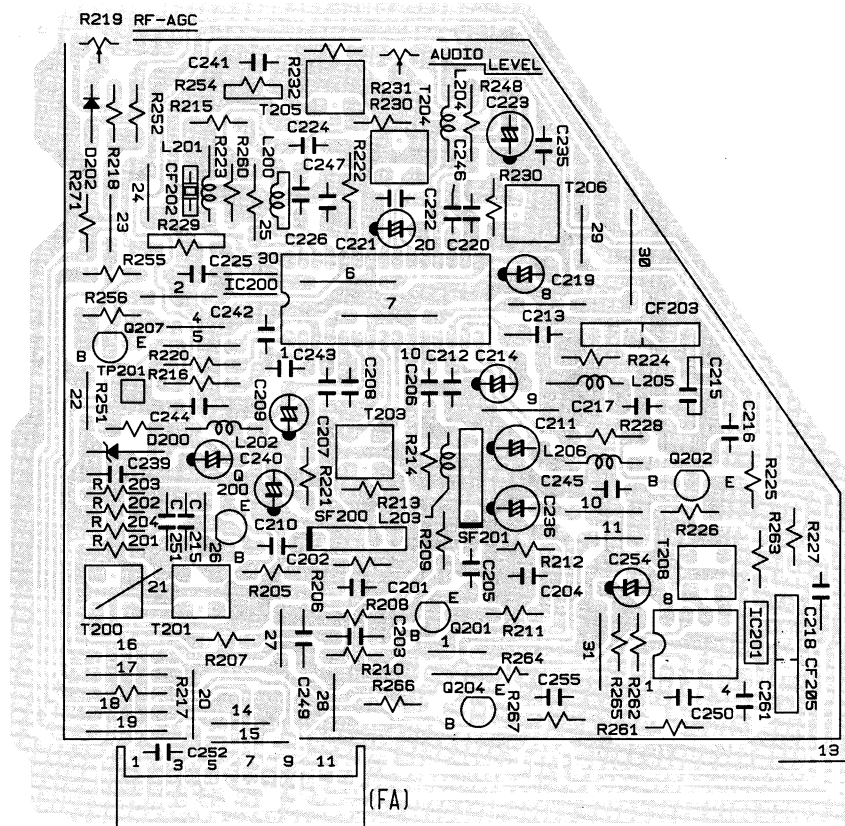 R219 RF-AGC
C241
R254
R232
R231
R230
AUDIO
LEVEL
T205
T204
L204
R248
C223
R215
R252
C224
C247
R222
C246
C235
L201
CF202
R223
R260
L200
D202
R218
R271
24
23
25
C226
C222
C221
20
C220
R230
T206
29
30
R229
R255
C225
30
IC200
2
6
7
C219
8
R256
C242
C213
CF203
Q207
B
E
4
5
1
C243
10
C212
C214
R224
R220
R216
TP201
C208
C206
L205
C215
22
R251
C244
C209
9
C217
T203
C211
R228
C216
D200
L202
C207
R214
L206
Q202
C239
C240
R221
C245
B
E
R225
R 203
R 202
R 204
R 201
Q 200
E
B
R213
L203
C236
10
R226
C 251
C 215
26
C210
SF200
SF201
11
R263
R227
C202
R209
R212
C254
T208
21
R205
R206
C201
C205
C204
8
T200
T201
R208
E
B
Q201
R211
IC201
C218
CF205
R207
27
C203
1
31
16
R210
R264
17
R217
20
C249
28
R266
Q204
E
B
R267
C255
R265
R262
1
4
C250
C261
18
19
14
15
R261
C252
1 3 5 7 9 11
13
(FA)